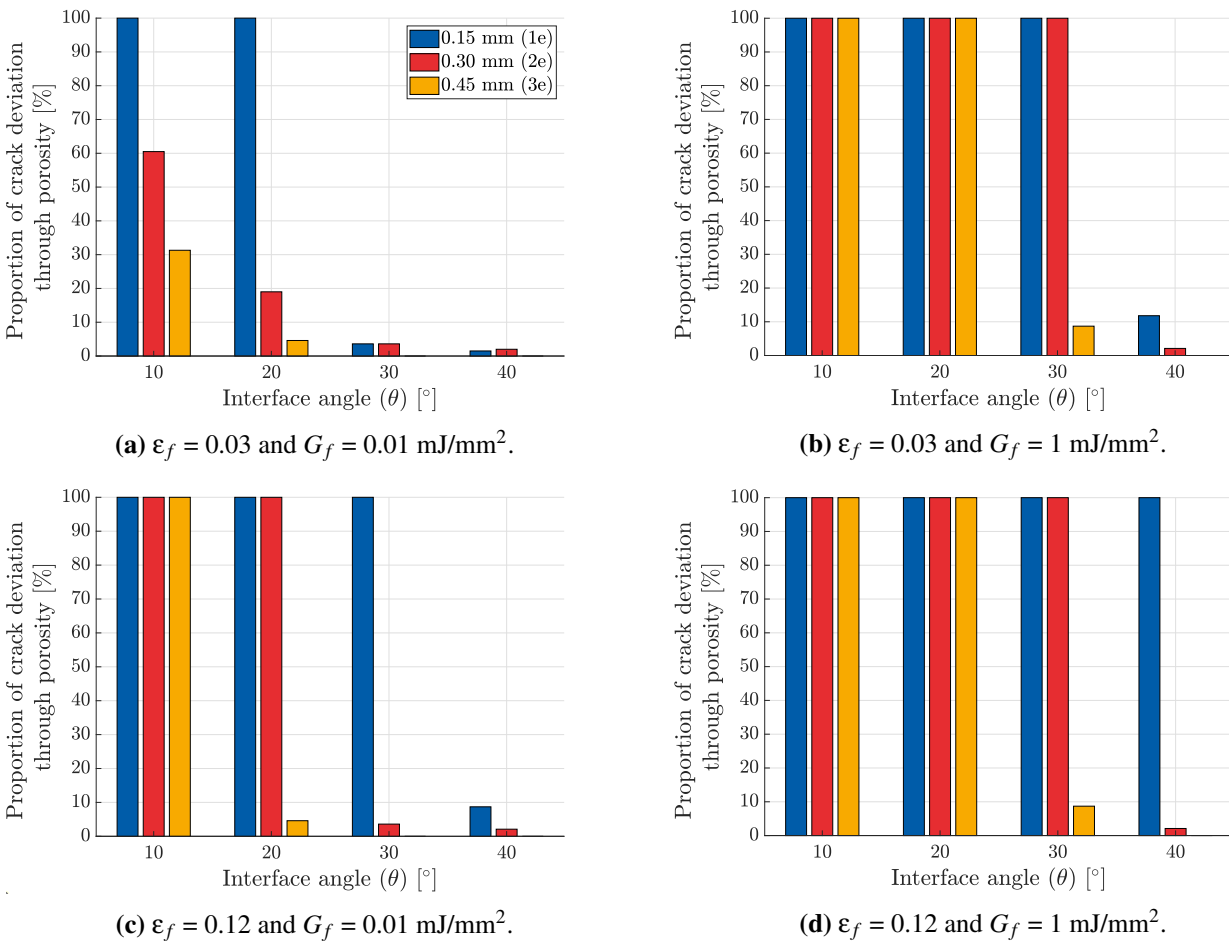 Proportion of crack deviation
through porosity [%]
100
90
80
70
60
50
40
30
20
10
0
0.15 mm (1e)
0.30 mm (2e)
0.45 mm (3e)
10 20 30 40
Interface angle (θ) [°]
(a) ε_f = 0.03 and G_f = 0.01 mJ/mm².
Proportion of crack deviation
through porosity [%]
100
90
80
70
60
50
40
30
20
10
0
10 20 30 40
Interface angle (θ) [°]
(b) ε_f = 0.03 and G_f = 1 mJ/mm².
Proportion of crack deviation
through porosity [%]
100
90
80
70
60
50
40
30
20
10
0
10 20 30 40
Interface angle (θ) [°]
(c) ε_f = 0.12 and G_f = 0.01 mJ/mm².
Proportion of crack deviation
through porosity [%]
100
90
80
70
60
50
40
30
20
10
0
10 20 30 40
Interface angle (θ) [°]
(d) ε_f = 0.12 and G_f = 1 mJ/mm².